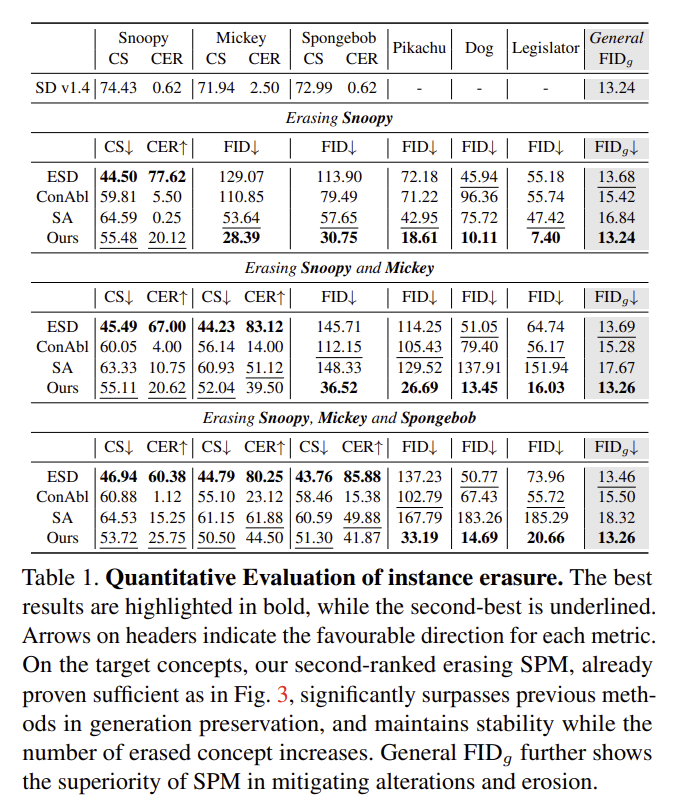 Snoopy Mickey Spongebob Pikachu Dog Legislator General
CS CER CS CER CS CER FIDg
SD v1.4 74.43 0.62 71.94 2.50 72.99 0.62 - - - 13.24
Erasing Snoopy
CS↓ CER↑ FID↓ FID↓ FID↓ FID↓ FID↓ FIDg↓
ESD 44.50 77.62 129.07 113.90 72.18 45.94 55.18 13.68
ConAbl 59.81 5.50 110.85 79.49 71.22 96.36 55.74 15.42
SA 64.59 0.25 53.64 57.65 42.95 75.72 47.42 16.84
Ours 55.48 20.12 28.39 30.75 18.61 10.11 7.40 13.24
Erasing Snoopy and Mickey
CS↓ CER↑ CS↓ CER↑ FID↓ FID↓ FID↓ FID↓ FIDg↓
ESD 45.49 67.00 44.23 83.12 145.71 114.25 51.05 64.74 13.69
ConAbl 60.05 4.00 56.14 14.00 112.15 105.43 79.40 56.17 15.28
SA 63.33 10.75 60.93 51.12 148.33 129.52 137.91 151.94 17.67
Ours 55.11 20.62 52.04 39.50 36.52 26.69 13.45 16.03 13.26
Erasing Snoopy, Mickey and Spongebob
CS↓ CER↑ CS↓ CER↑ CS↓ CER↑ FID↓ FID↓ FID↓ FIDg↓
ESD 46.94 60.38 44.79 80.25 43.76 85.88 137.23 50.77 73.96 13.46
ConAbl 60.88 1.12 55.10 23.12 58.46 15.38 102.79 67.43 55.72 15.50
SA 64.53 15.25 61.15 61.88 60.59 49.88 167.79 183.26 185.29 18.32
Ours 53.72 25.75 50.50 44.50 51.30 41.87 33.19 14.69 20.66 13.26
Table 1. Quantitative Evaluation of instance erasure. The best
results are highlighted in bold, while the second-best is underlined.
Arrows on headers indicate the favourable direction for each metric.
On the target concepts, our second-ranked erasing SPM, already
proven sufficient as in Fig. 3, significantly surpasses previous meth-
ods in generation preservation, and maintains stability while the
number of erased concept increases. General FIDg further shows
the superiority of SPM in mitigating alterations and erosion.